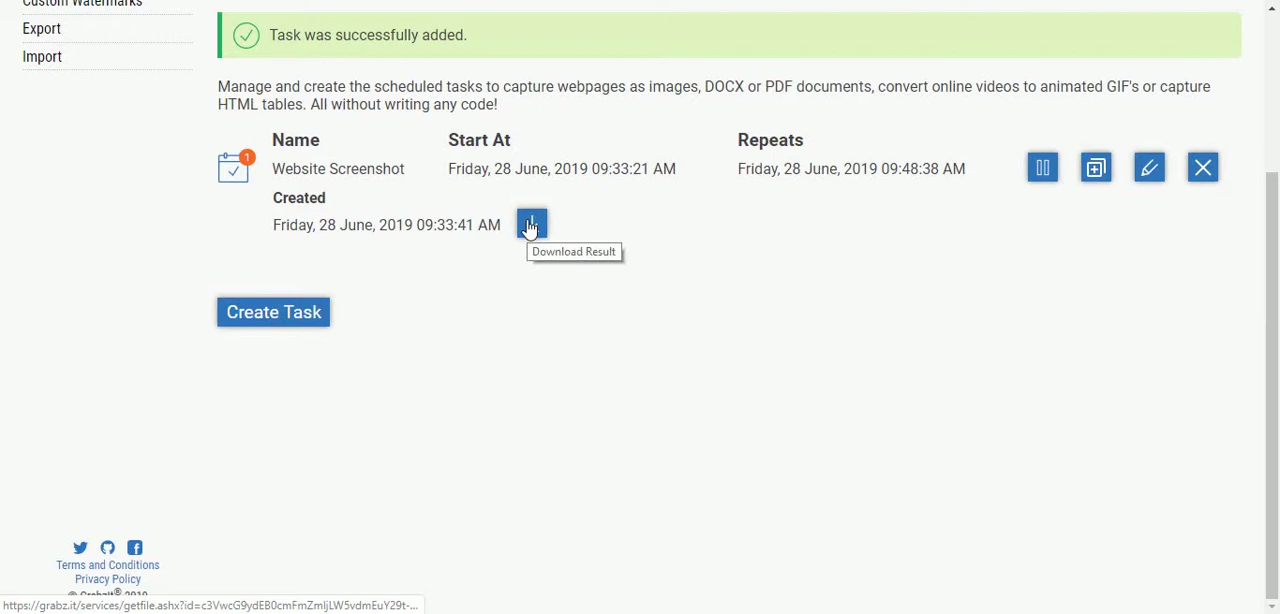 Custom Watermarks
Export
Import
Task was successfully added.
Manage and create the scheduled tasks to capture webpages as images, DOCX or PDF documents, convert online videos to animated GIF's or capture
HTML tables. All without writing any code!
Name Start At Repeats
1
Website Screenshot Friday, 28 June, 2019 09:33:21 AM Friday, 28 June, 2019 09:48:38 AM
Created
Friday, 28 June, 2019 09:33:41 AM
Download Result
Create Task
Terms and Conditions
Privacy Policy
© GrabzIt® 2019
https://grabz.it/services/getfile.ashx?id=c3VwcG9ydEB0cmFmZmljLW5vdmEuY29t-...